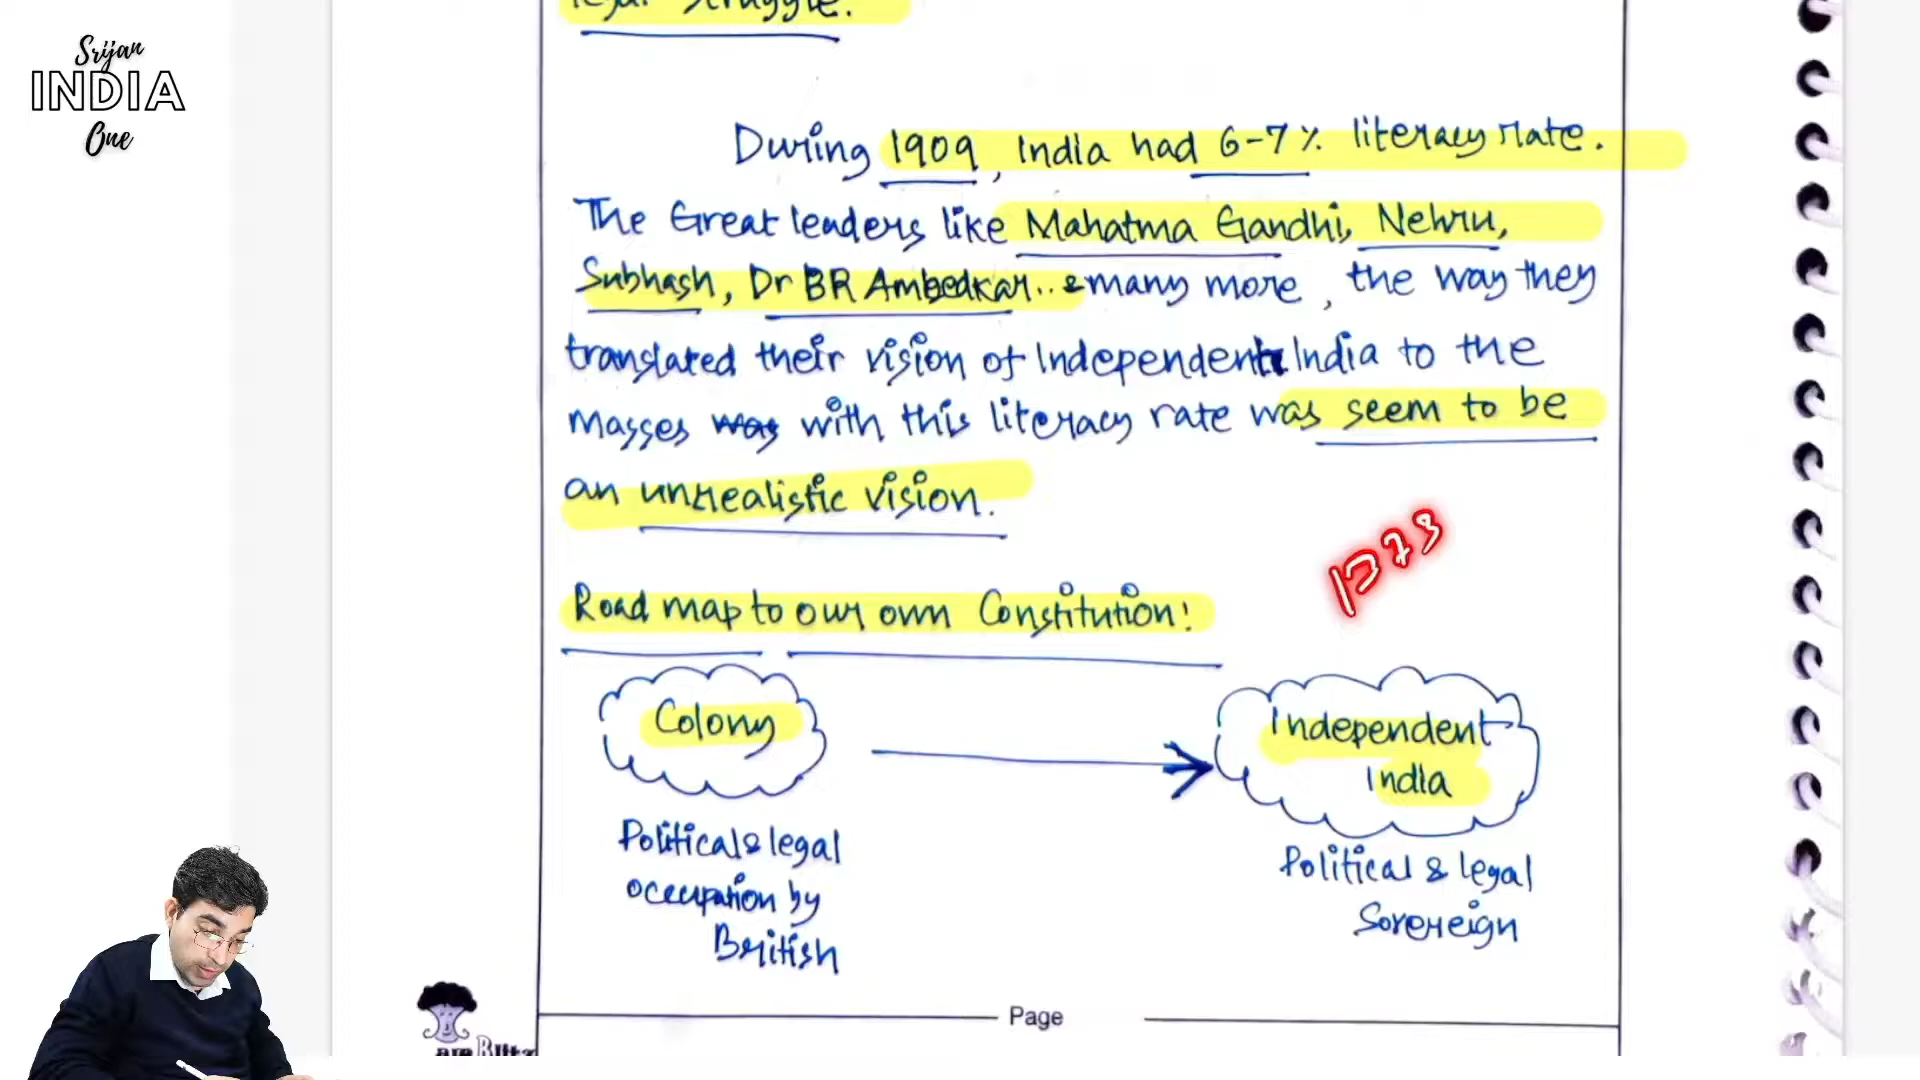 Srijan
INDIA
One
legal struggle.
During 1909, India had 6-7% literacy rate.
The Great leaders like Mahatma Gandhi, Nehru,
Subhash, Dr BR Ambedkar.. & many more, the way they
translated their vision of Independent India to the
masses was with this literacy rate was seem to be
an unrealistic vision.
1773
Road map to our own Constitution:
Colony
Independent
India
Political & legal
occupation by
British
Political & legal
Sovereign
Page